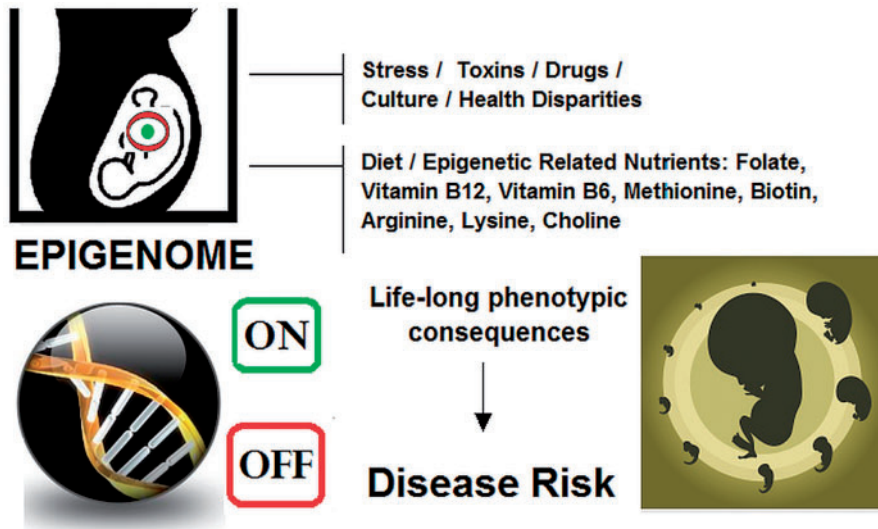 Stress / Toxins / Drugs /
Culture / Health Disparities
Diet / Epigenetic Related Nutrients: Folate,
Vitamin B12, Vitamin B6, Methionine, Biotin,
Arginine, Lysine, Choline
EPIGENOME
ON
OFF
Life-long phenotypic
consequences
Disease Risk